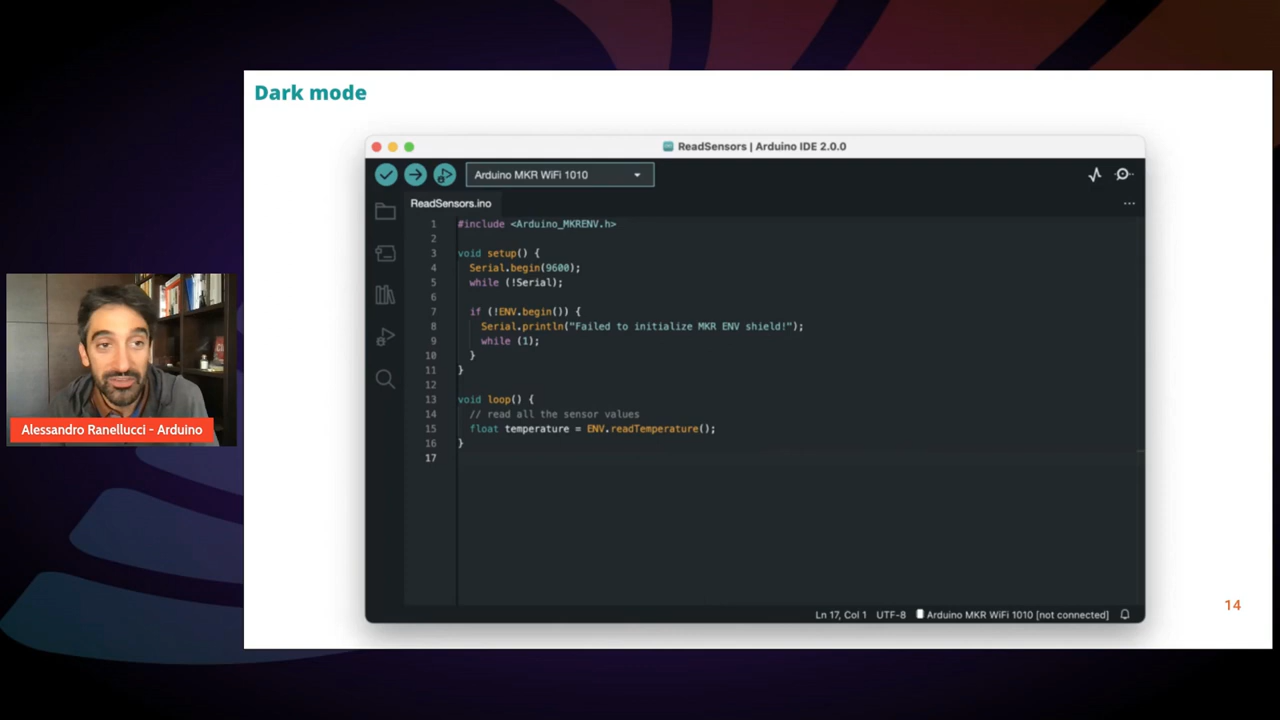 Dark mode
ReadSensors | Arduino IDE 2.0.0
Arduino MKR WiFi 1010
ReadSensors.ino
1 #include <Arduino_MKRENV.h>
2
3 void setup() {
4 Serial.begin(9600);
5 while (!Serial);
6
7 if (!ENV.begin()) {
8 Serial.println("Failed to initialize MKR ENV shield!");
9 while (1);
10 }
11 }
12
13 void loop() {
14 // read all the sensor values
15 float temperature = ENV.readTemperature();
16 }
17
Ln 17, Col 1 UTF-8 Arduino MKR WiFi 1010 [not connected]
14
Alessandro Ranellucci - Arduino